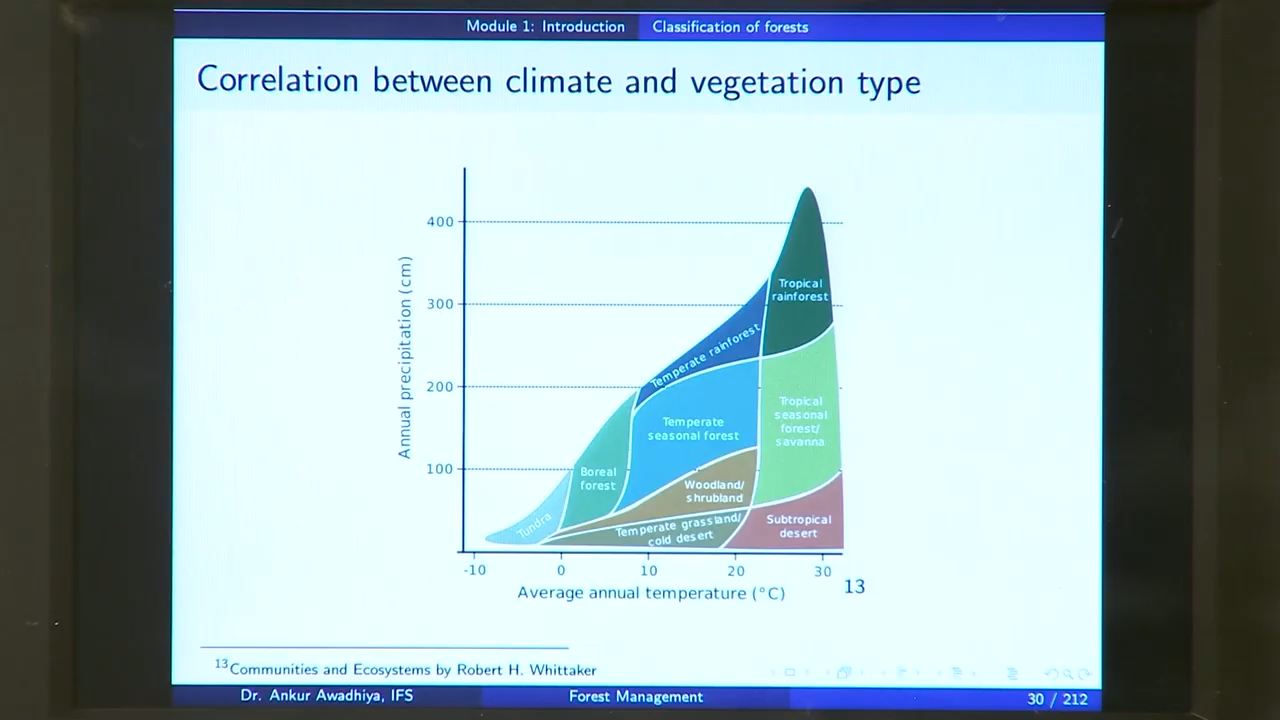 Module 1: Introduction
Classification of forests
Correlation between climate and vegetation type
Annual precipitation (cm)
400
300
200
100
Tropical
rainforest
Temperate rainforest
Tropical
seasonal
forest/
savanna
Temperate
seasonal forest
Boreal
forest
Woodland/
shrubland
Tundra
Temperate grassland/
cold desert
Subtropical
desert
-10
0
10
20
30
Average annual temperature (°C)
13
13Communities and Ecosystems by Robert H. Whittaker
Dr. Ankur Awadhiya, IFS
Forest Management
30 / 212